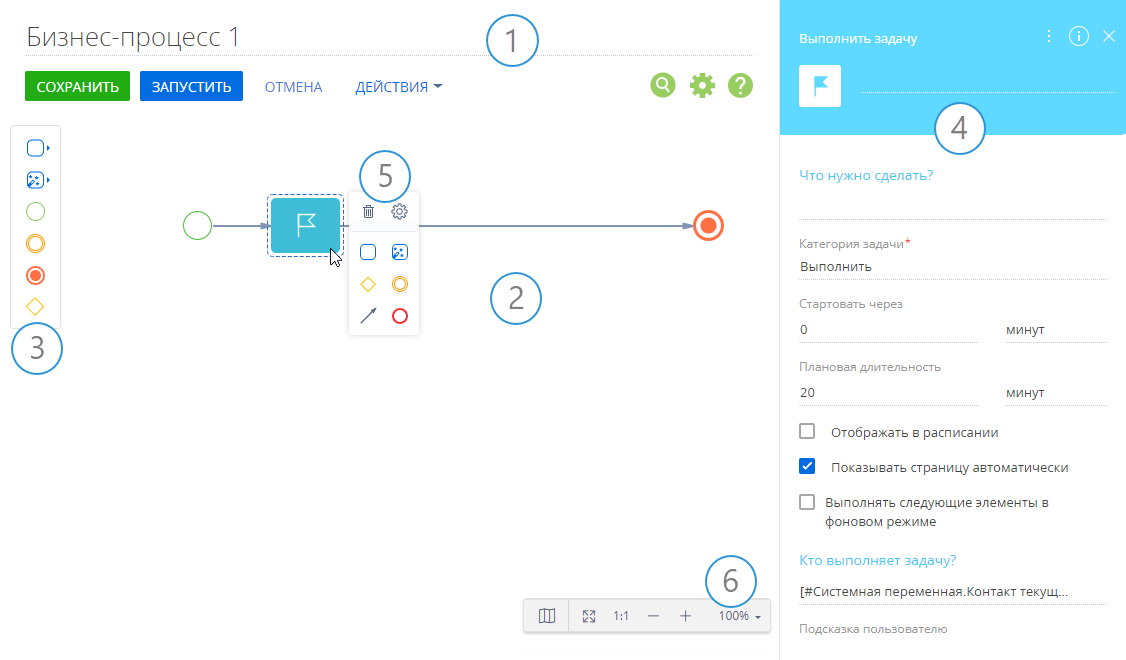 Бизнес-процесс 1
1
СОХРАНИТЬ ЗАПУСТИТЬ ОТМЕНА ДЕЙСТВИЯ
5
2
3
6
1:1 100%
Выполнить задачу
4
Что нужно сделать?
Категория задачи*
Выполнить
Стартовать через
0 минут
Плановая длительность
20 минут
Отображать в расписании
Показывать страницу автоматически
Выполнять следующие элементы в
фоновом режиме
Кто выполняет задачу?
[#Системная переменная.Контакт текущ...
Подсказка пользователю